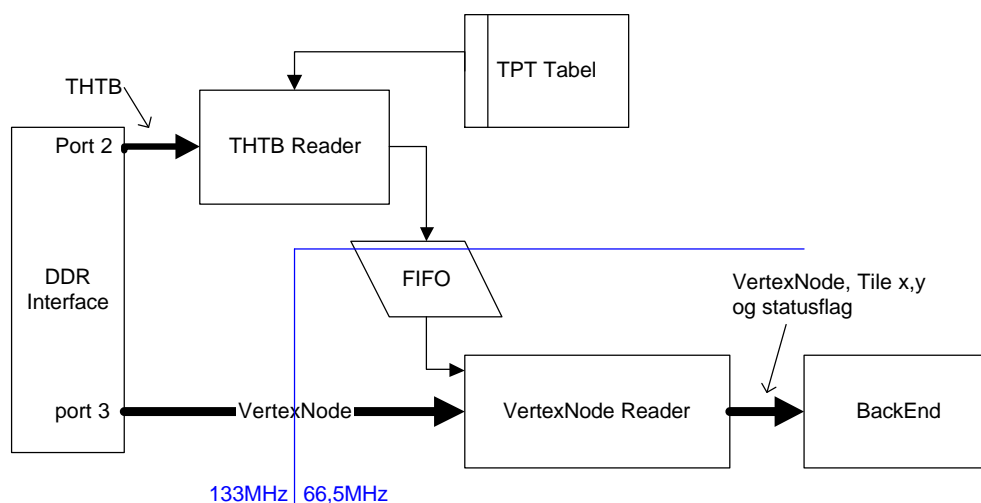 TPT Tabel
THTB
Port 2
THTB Reader
DDR
Interface
FIFO
VertexNode, Tile x,y
og statusflag
port 3
VertexNode
VertexNode Reader
BackEnd
133MHz
66,5MHz